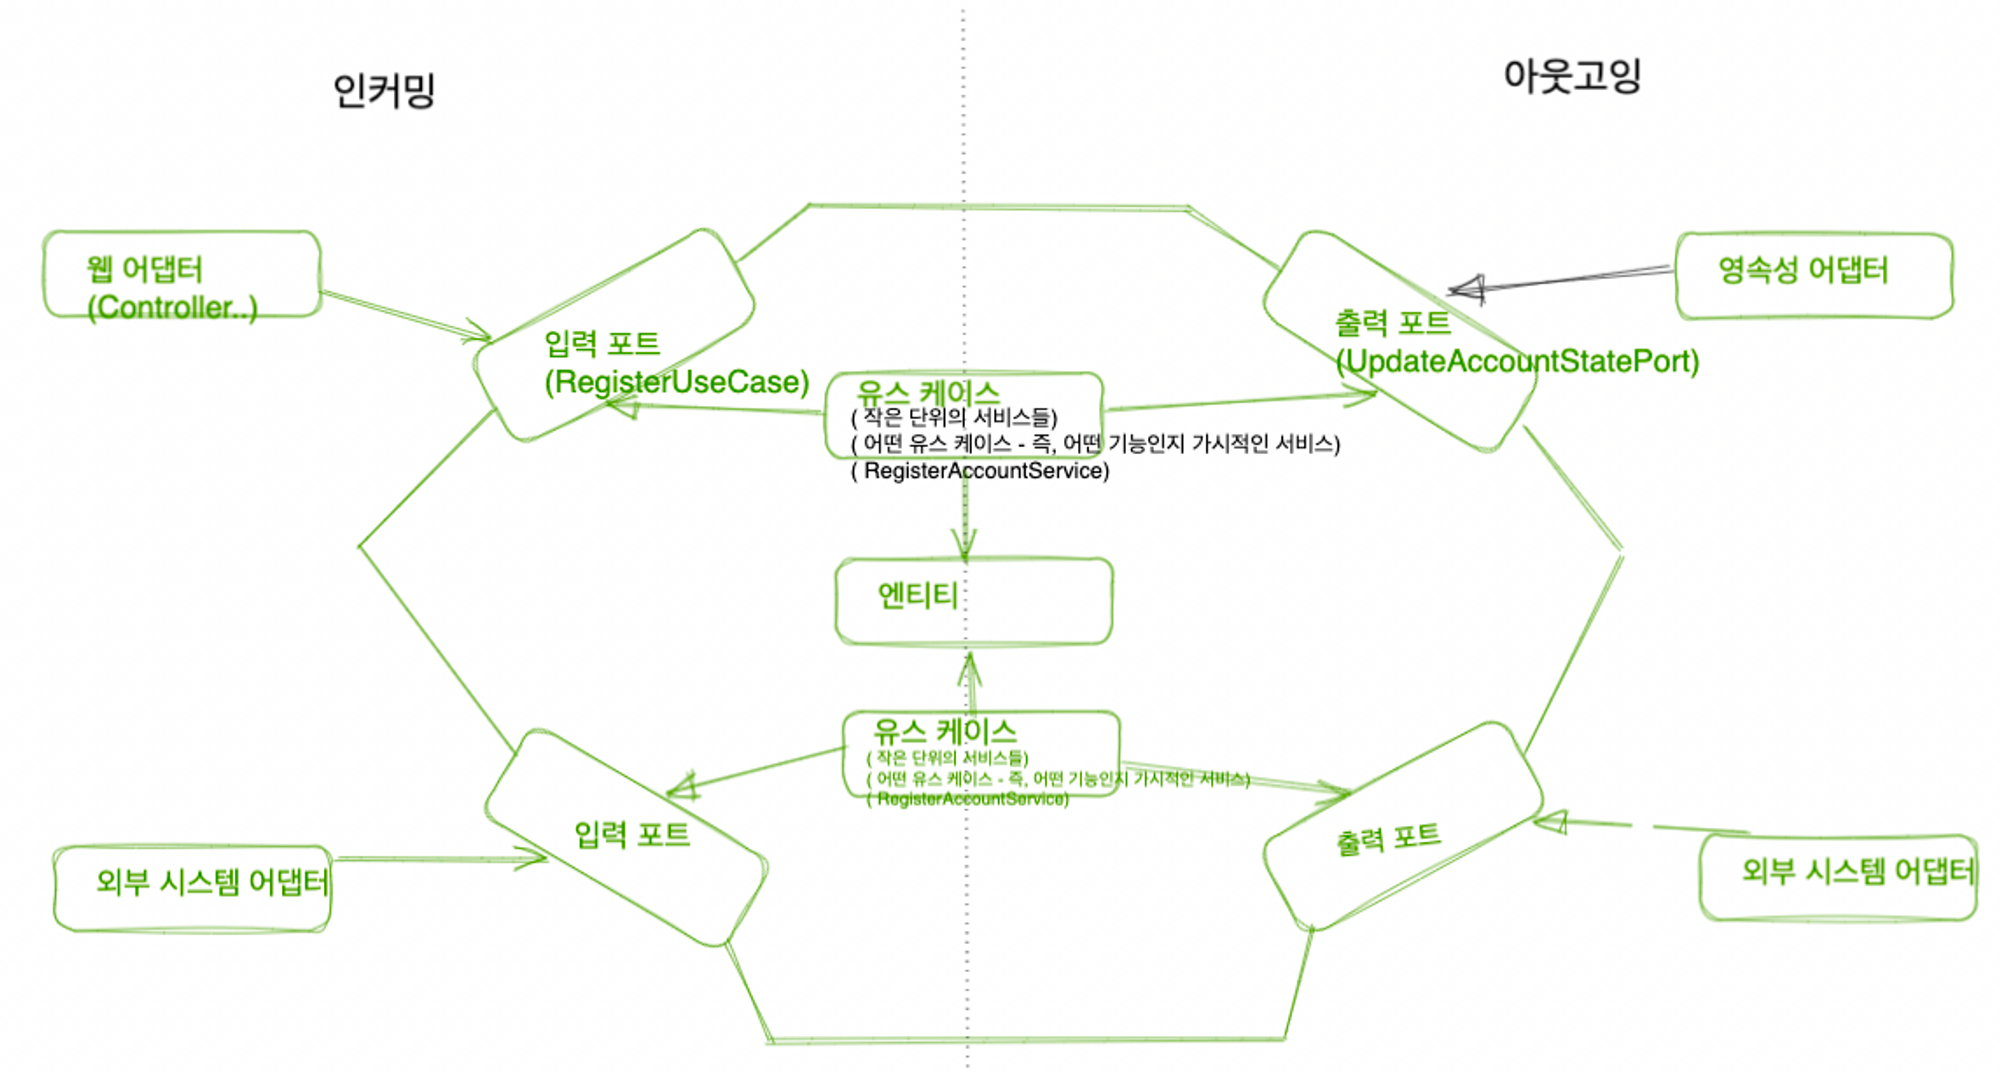 인커밍
아웃고잉
웹 어댑터
(Controller..)
입력 포트
(RegisterUseCase)
출력 포트
(UpdateAccountStatePort)
영속성 어댑터
유스 케이스
( 작은 단위의 서비스들)
( 어떤 유스 케이스 - 즉, 어떤 기능인지 가시적인 서비스)
( RegisterAccountService)
엔티티
유스 케이스
( 작은 단위의 서비스들)
( 어떤 유스 케이스 - 즉, 어떤 기능인지 가시적인 서비스)
( RegisterAccountService)
입력 포트
출력 포트
외부 시스템 어댑터
외부 시스템 어댑터